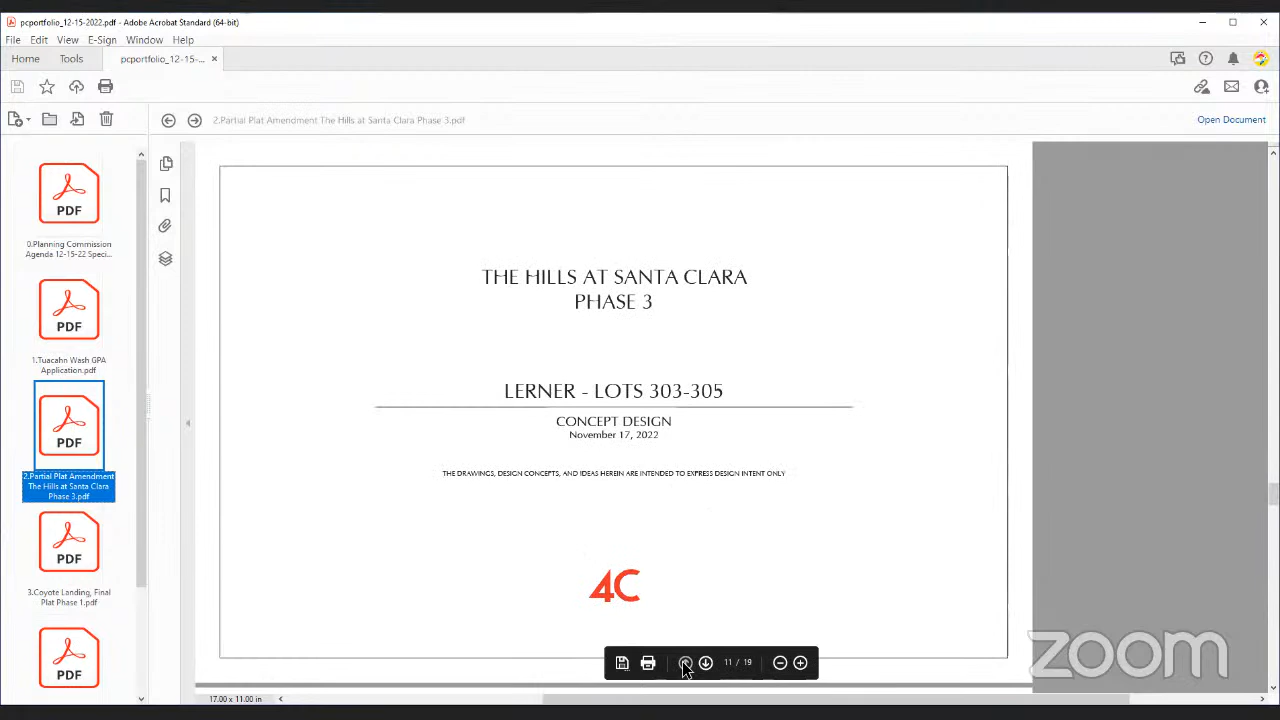 pcportfolio_12-15-2022.pdf - Adobe Acrobat Standard (64-bit)
File Edit View E-Sign Window Help
Home Tools pcportfolio_12-15-...
2.Partial Plat Amendment The Hills at Santa Clara Phase 3.pdf
Open Document
PDF
0.Planning Commission
Agenda 12-15-22 Speci...
PDF
1.Tuacahn Wash GPA
Application.pdf
PDF
2.Partial Plat Amendment
The Hills at Santa Clara
Phase 3.pdf
PDF
3.Coyote Landing, Final
Plat Phase 1.pdf
PDF
THE HILLS AT SANTA CLARA
PHASE 3
LERNER - LOTS 303-305
CONCEPT DESIGN
November 17, 2022
THE DRAWINGS, DESIGN CONCEPTS, AND IDEAS HEREIN ARE INTENDED TO EXPRESS DESIGN INTENT ONLY
4C
11 / 19
17.00 x 11.00 in
zoom